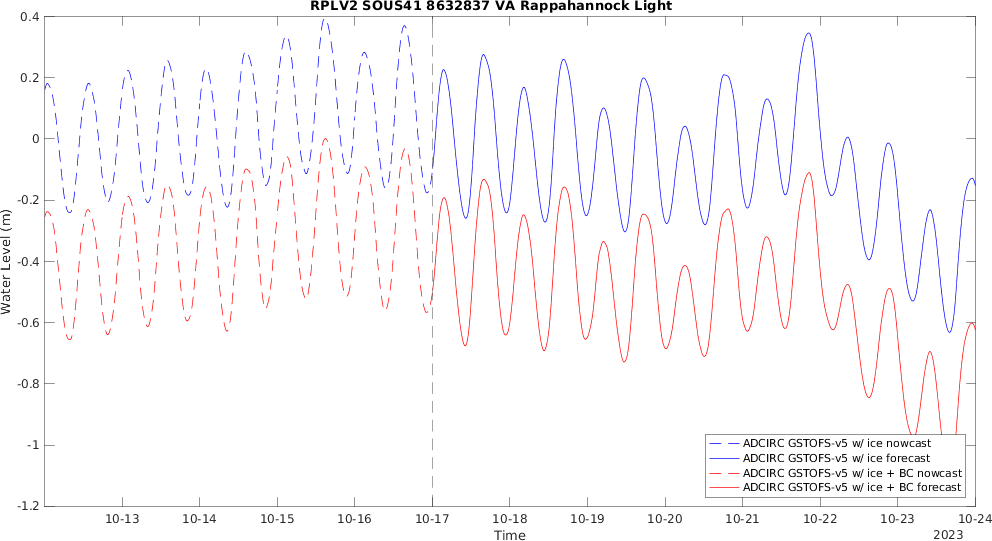 RPLV2 SOUS41 8632837 VA Rappahannock Light
0.4
0.2
0
-0.2
-0.4
-0.6
-0.8
-1
-1.2
Water Level (m)
10-13 10-14 10-15 10-16 10-17 10-18 10-19 10-20 10-21 10-22 10-23 10-24
Time
2023
ADCIRC GSTOFS-v5 w/ ice nowcast
ADCIRC GSTOFS-v5 w/ ice forecast
ADCIRC GSTOFS-v5 w/ ice + BC nowcast
ADCIRC GSTOFS-v5 w/ ice + BC forecast